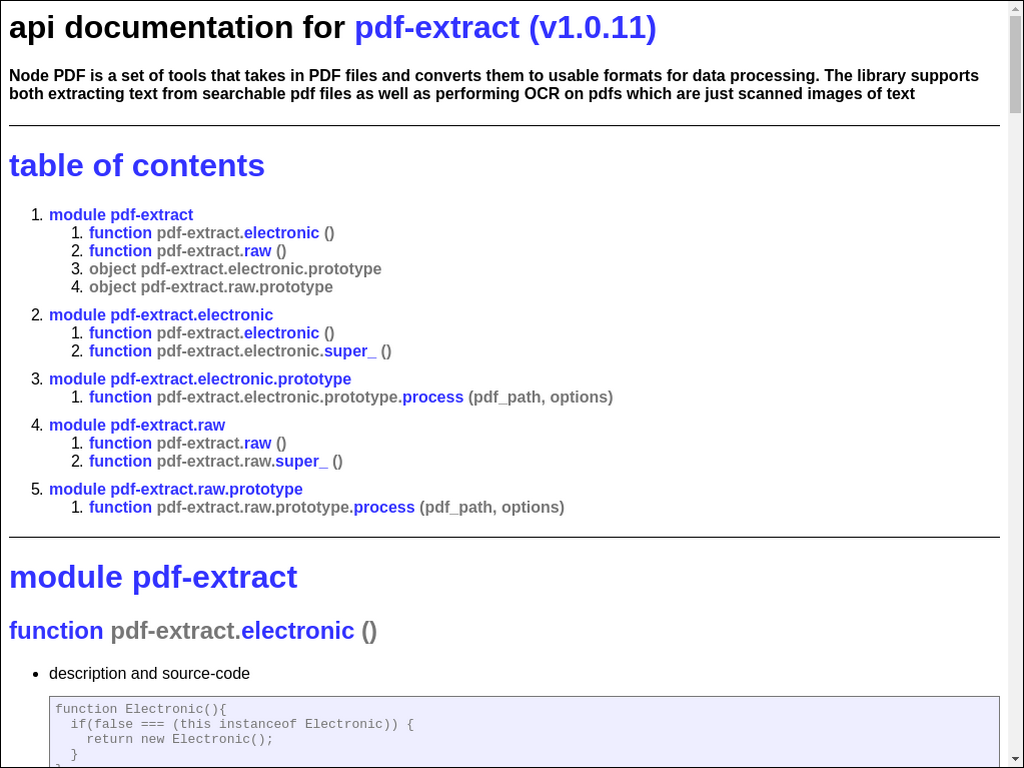 api documentation for pdf-extract (v1.0.11)
Node PDF is a set of tools that takes in PDF files and converts them to usable formats for data processing. The library supports
both extracting text from searchable pdf files as well as performing OCR on pdfs which are just scanned images of text
table of contents
1. module pdf-extract
1. function pdf-extract.electronic ()
2. function pdf-extract.raw ()
3. object pdf-extract.electronic.prototype
4. object pdf-extract.raw.prototype
2. module pdf-extract.electronic
1. function pdf-extract.electronic ()
2. function pdf-extract.electronic.super_ ()
3. module pdf-extract.electronic.prototype
1. function pdf-extract.electronic.prototype.process (pdf_path, options)
4. module pdf-extract.raw
1. function pdf-extract.raw ()
2. function pdf-extract.raw.super_ ()
5. module pdf-extract.raw.prototype
1. function pdf-extract.raw.prototype.process (pdf_path, options)
module pdf-extract
function pdf-extract.electronic ()
• description and source-code
function Electronic(){
  if(false === (this instanceof Electronic)) {
    return new Electronic();
  }